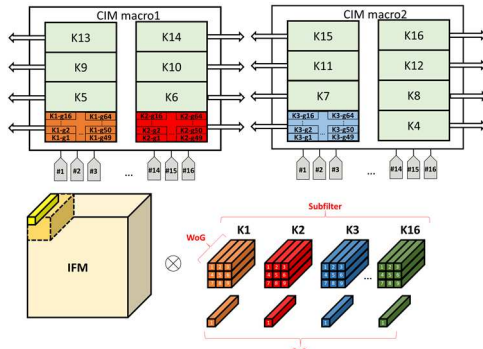 CIM macro1
CIM macro2
K13
K14
K15
K16
K9
K10
K11
K12
K5
K6
K7
K8
K1-g16 K1-g64
K2-g16 K2-g64
K3-g16 K3-g64
K4
K1-g2 ... K1-g50
K2-g2 ... K2-g50
K3-g2 ... K3-g50
K1-g1 K1-g49
K2-g1 K2-g49
K3-g1 K3-g49
#1 #2 #3 ... #14 #15 #16
#1 #2 #3 ... #14 #15 #16
Subfilter
WoG
K1 K2 K3 K16
IFM
...